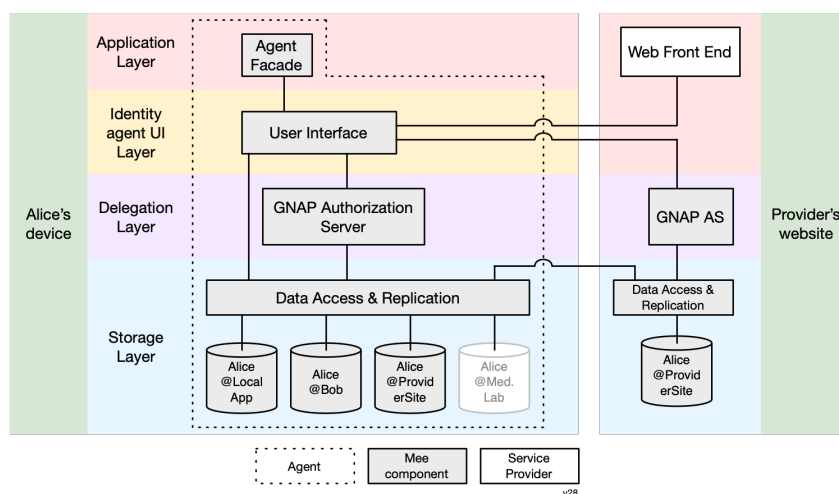 Application
Layer
Agent
Facade
Web Front End
Identity
agent UI
Layer
User Interface
Alice's
device
Delegation
Layer
GNAP Authorization
Server
GNAP AS
Provider's
website
Storage
Layer
Data Access & Replication
Data Access &
Replication
Alice
@Local
App
Alice
@Bob
Alice
@Provid
erSite
Alice
@Med.
Lab
Alice
@Provid
erSite
Agent
Mee
component
Service
Provider
v28